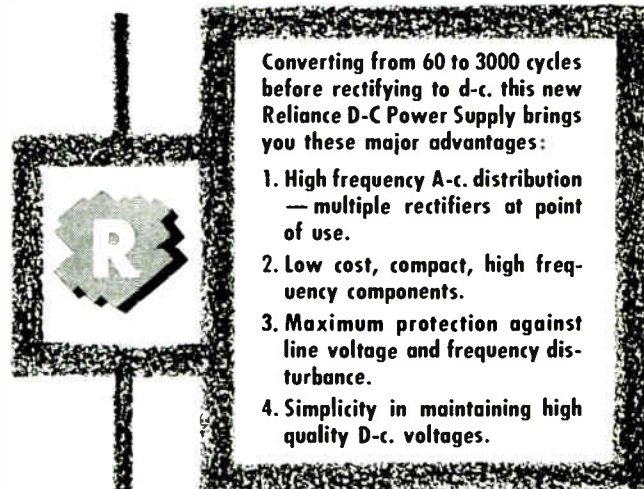 R
Converting from 60 to 3000 cycles
before rectifying to d-c. this new
Reliance D-C Power Supply brings
you these major advantages:
1. High frequency A-c. distribution
— multiple rectifiers at point
of use.
2. Low cost, compact, high freq-
uency components.
3. Maximum protection against
line voltage and frequency dis-
turbance.
4. Simplicity in maintaining high
quality D-c. voltages.